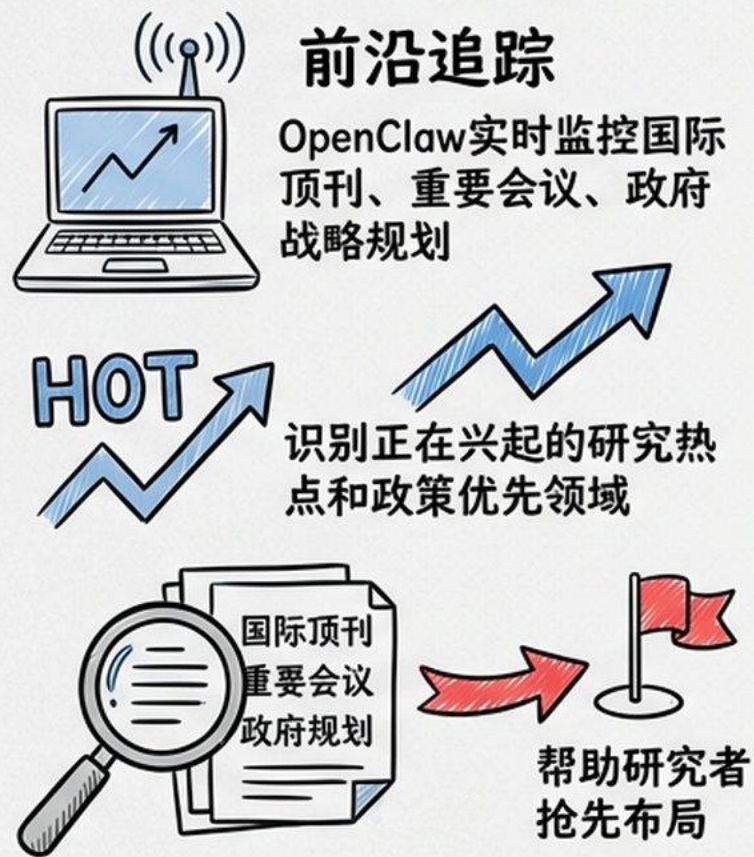 前沿追踪
OpenClaw实时监控国际
顶刊、重要会议、政府
战略规划
HOT
识别正在兴起的研究热
点和政策优先领域
国际顶刊
重要会议
政府规划
帮助研究者
抢先布局